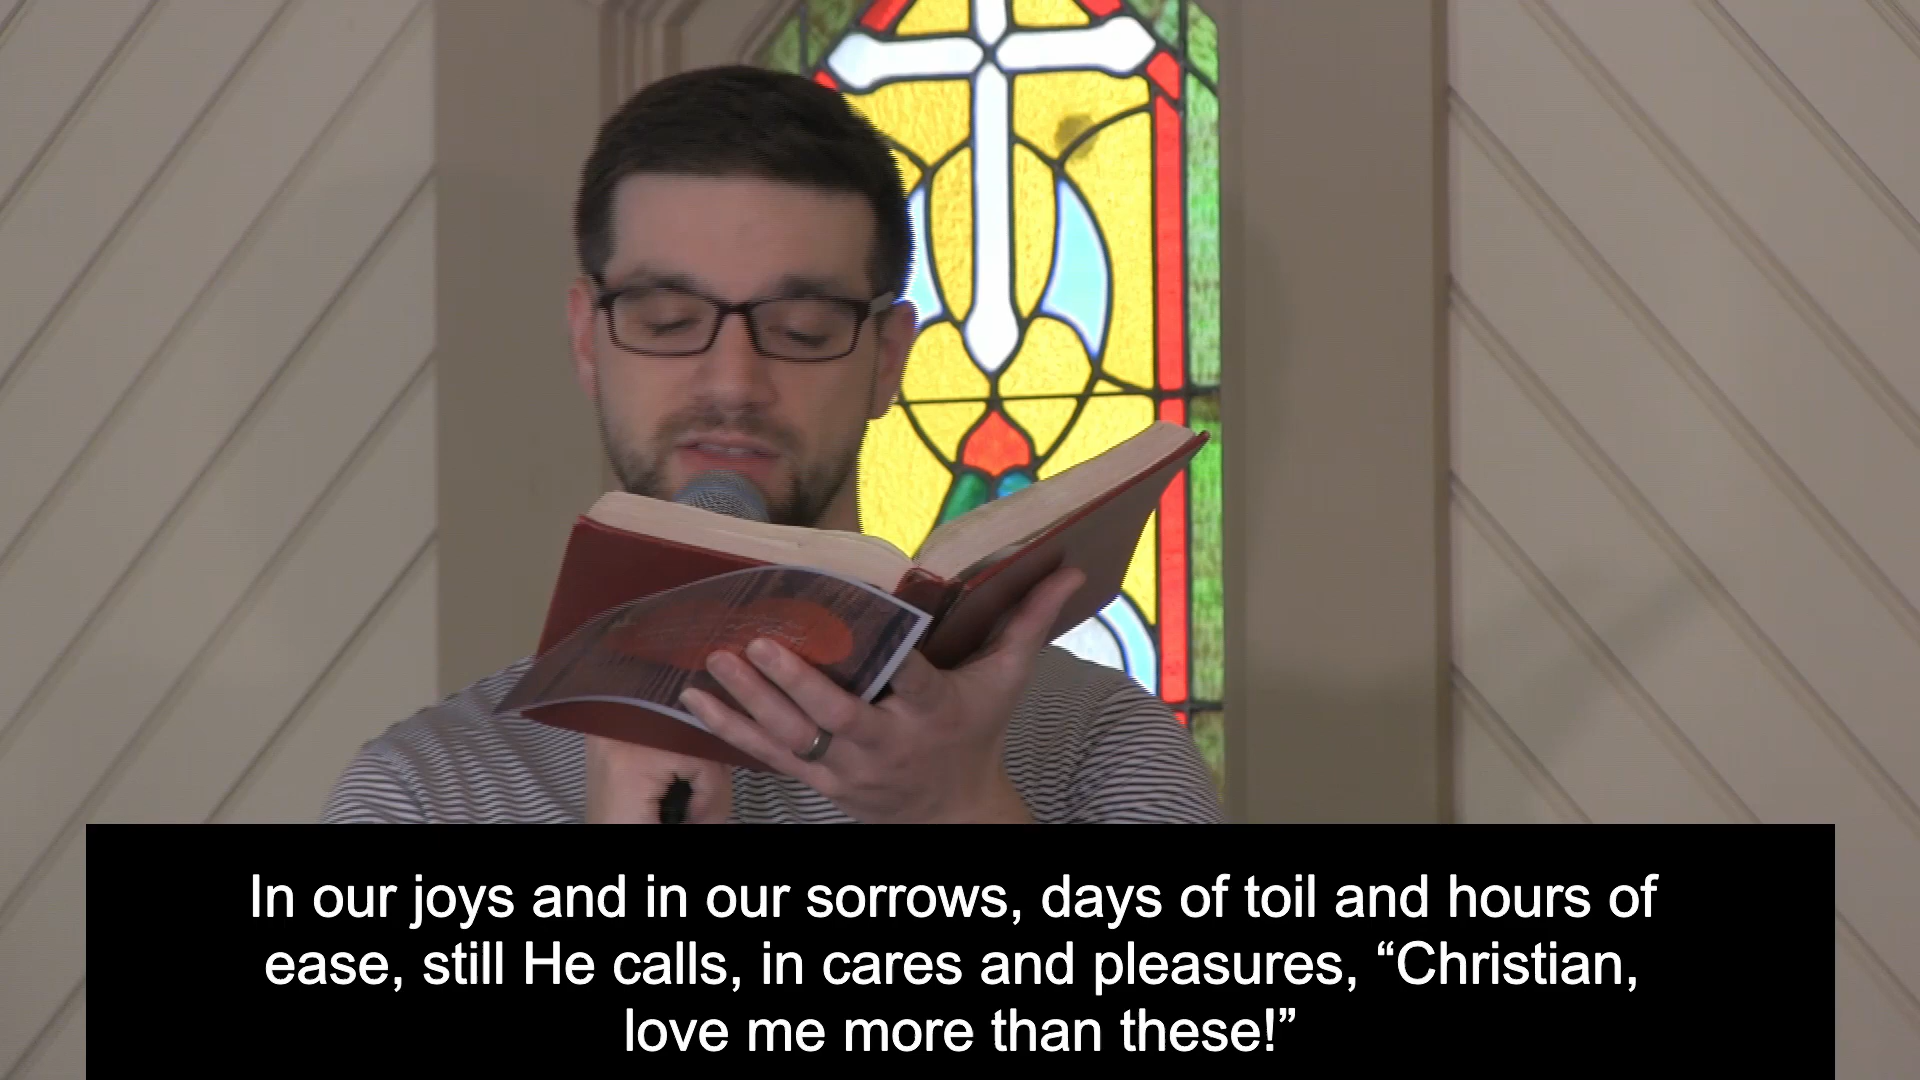 In our joys and in our sorrows, days of toil and hours of
ease, still He calls, in cares and pleasures, “Christian,
love me more than these!”